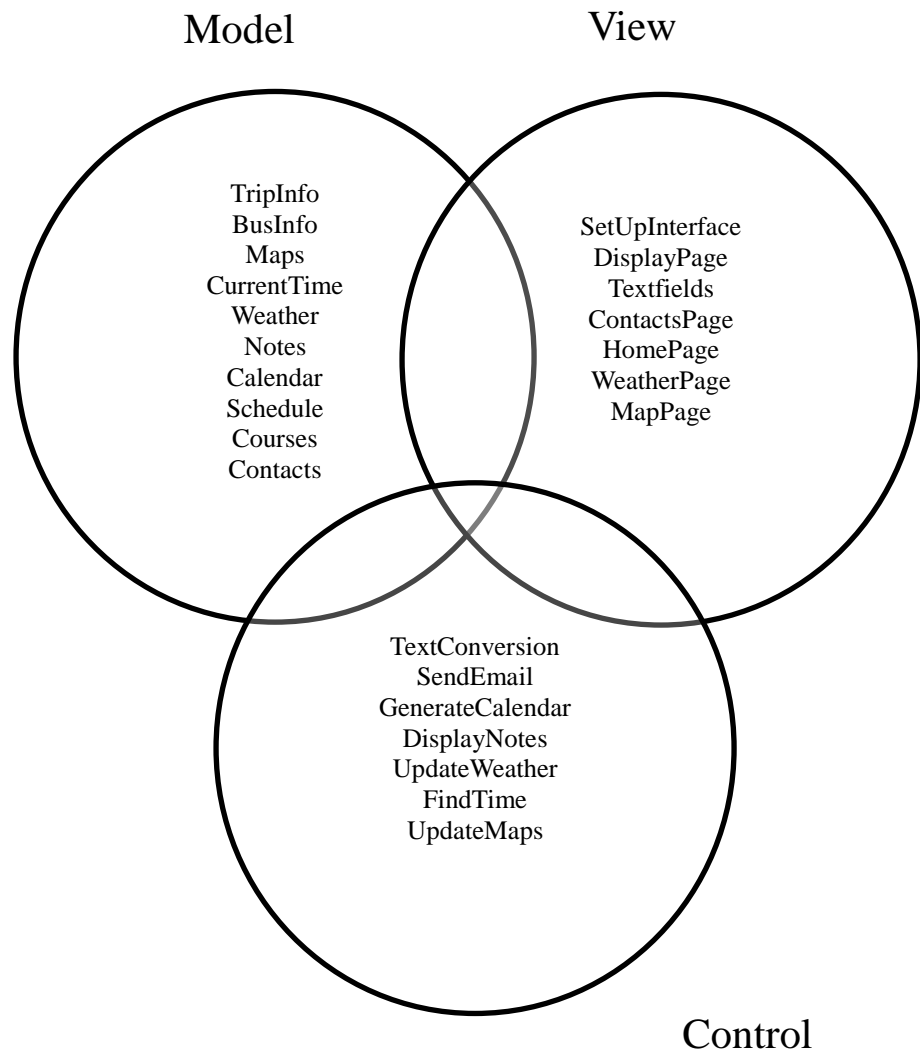 Model
View
TripInfo
BusInfo
Maps
CurrentTime
Weather
Notes
Calendar
Schedule
Courses
Contacts
SetUpInterface
DisplayPage
Textfields
ContactsPage
HomePage
WeatherPage
MapPage
TextConversion
SendEmail
GenerateCalendar
DisplayNotes
UpdateWeather
FindTime
UpdateMaps
Control